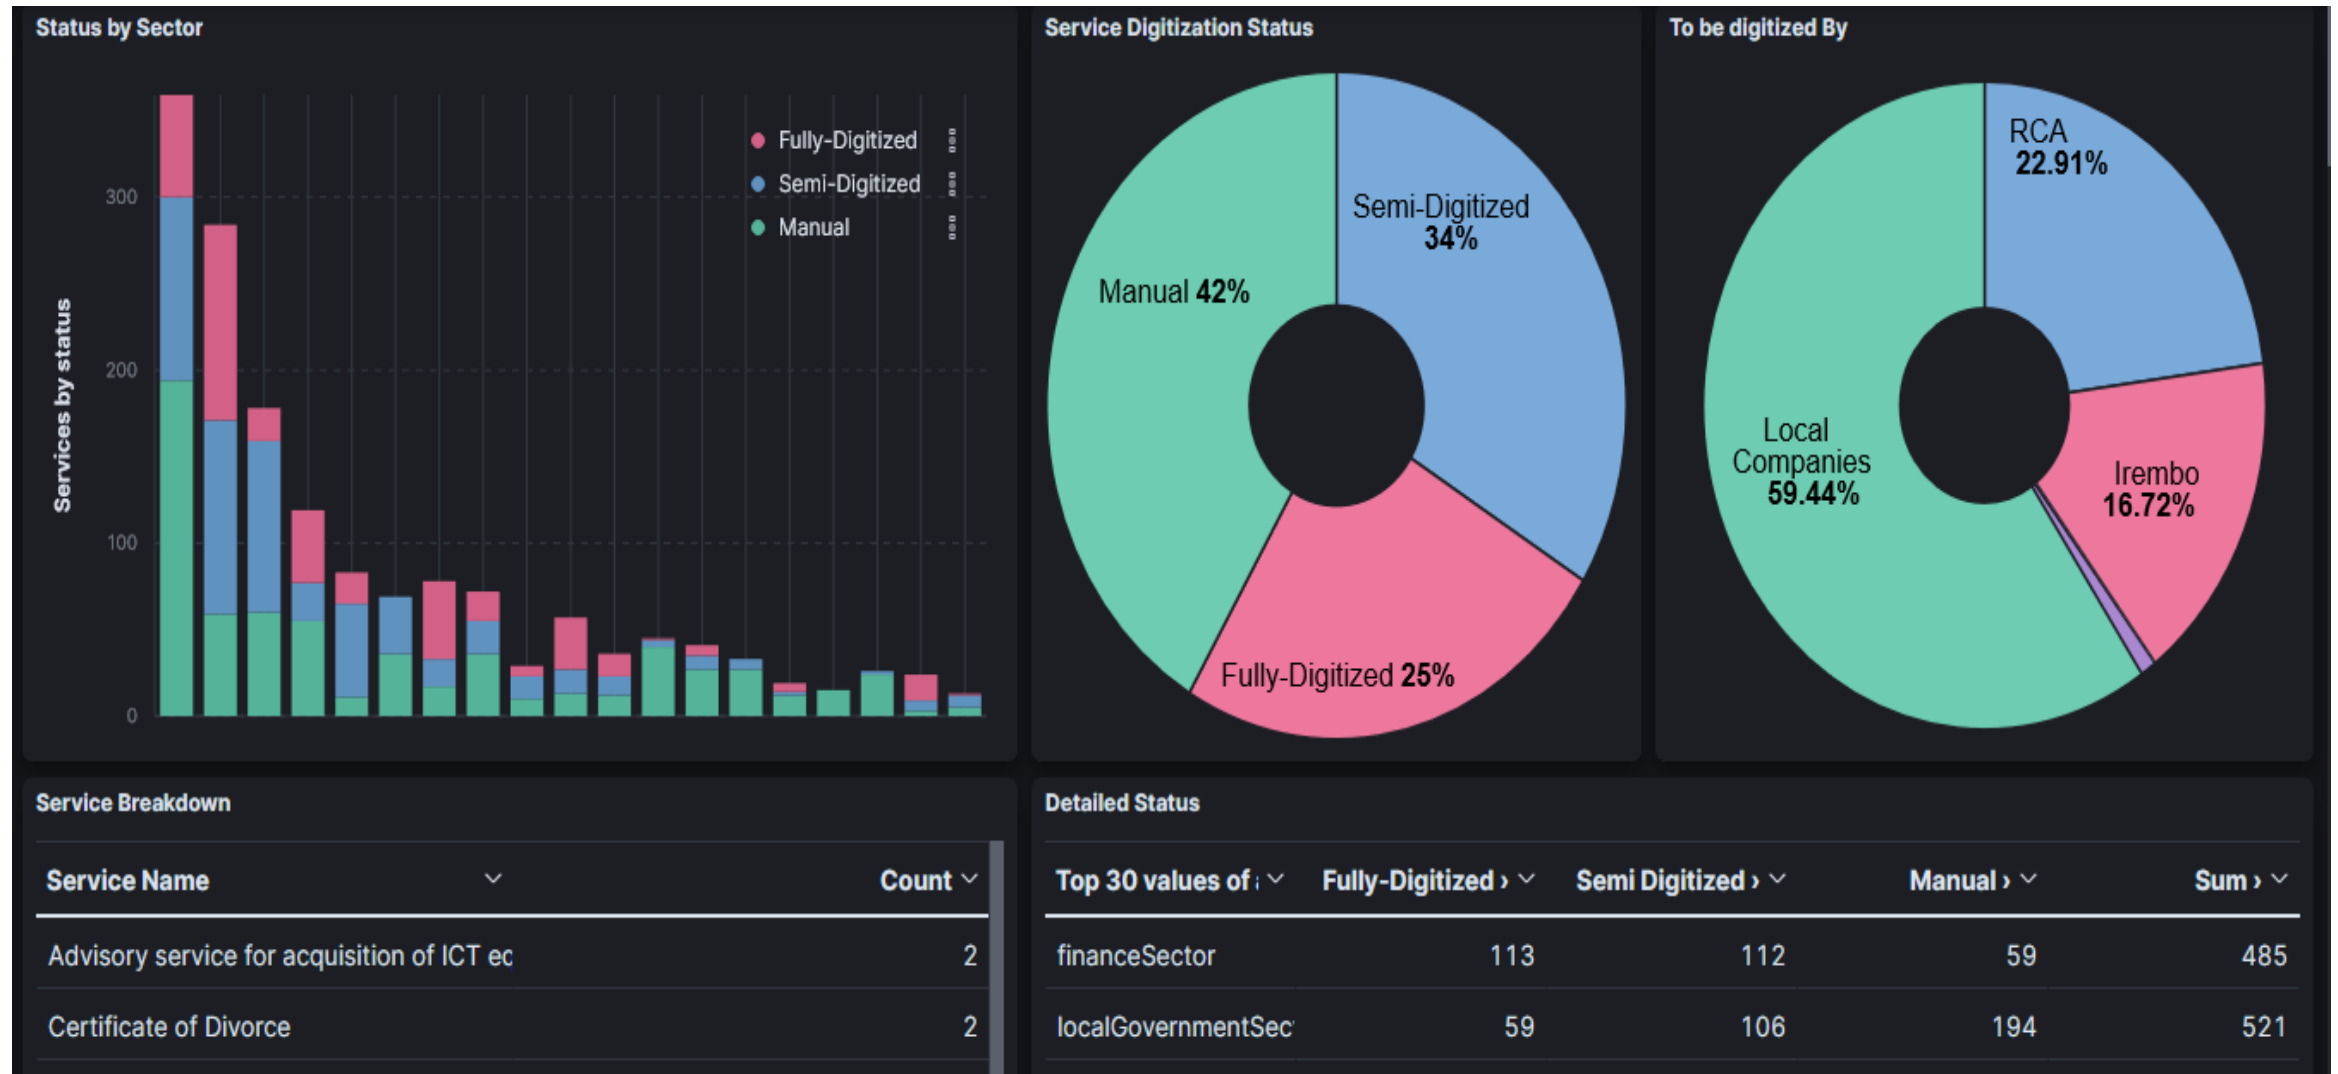 Status by Sector
Services by status
300
200
100
0
Fully-Digitized
Semi-Digitized
Manual
Service Digitization Status
Semi-Digitized
34%
Manual 42%
Fully-Digitized 25%
To be digitized By
RCA
22.91%
Local
Companies
59.44%
Irembo
16.72%
Service Breakdown
Service Name Count
Advisory service for acquisition of ICT 2
Certificate of Divorce 2
Detailed Status
Top 30 values of Fully-Digitized › Semi Digitized › Manual › Sum ›
financeSector 113 112 59 485
localGovernmentSec 59 106 194 521